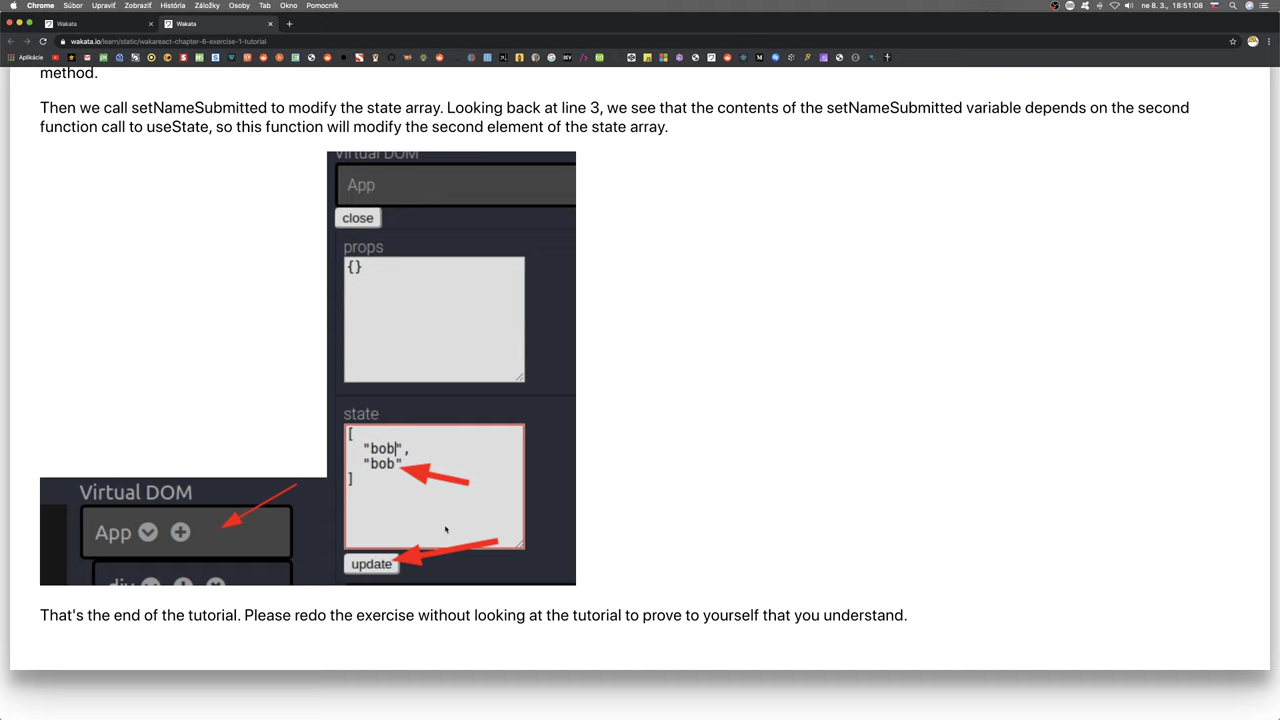 Chrome Súbor Upraviť Zobraziť História Záložky Osoby Tab Okno Pomocník ne 8. 3., 18:51:08
Wakata Wakata
wakata.io/learn/static/wakareact-chapter-6-exercise-1-tutorial
Aplikácie
method.
Then we call setNameSubmitted to modify the state array. Looking back at line 3, we see that the contents of the setNameSubmitted variable depends on the second
function call to useState, so this function will modify the second element of the state array.
Virtual DOM
App
close
props
{}
state
[
"bob",
"bob"
]
update
Virtual DOM
App
div
That's the end of the tutorial. Please redo the exercise without looking at the tutorial to prove to yourself that you understand.